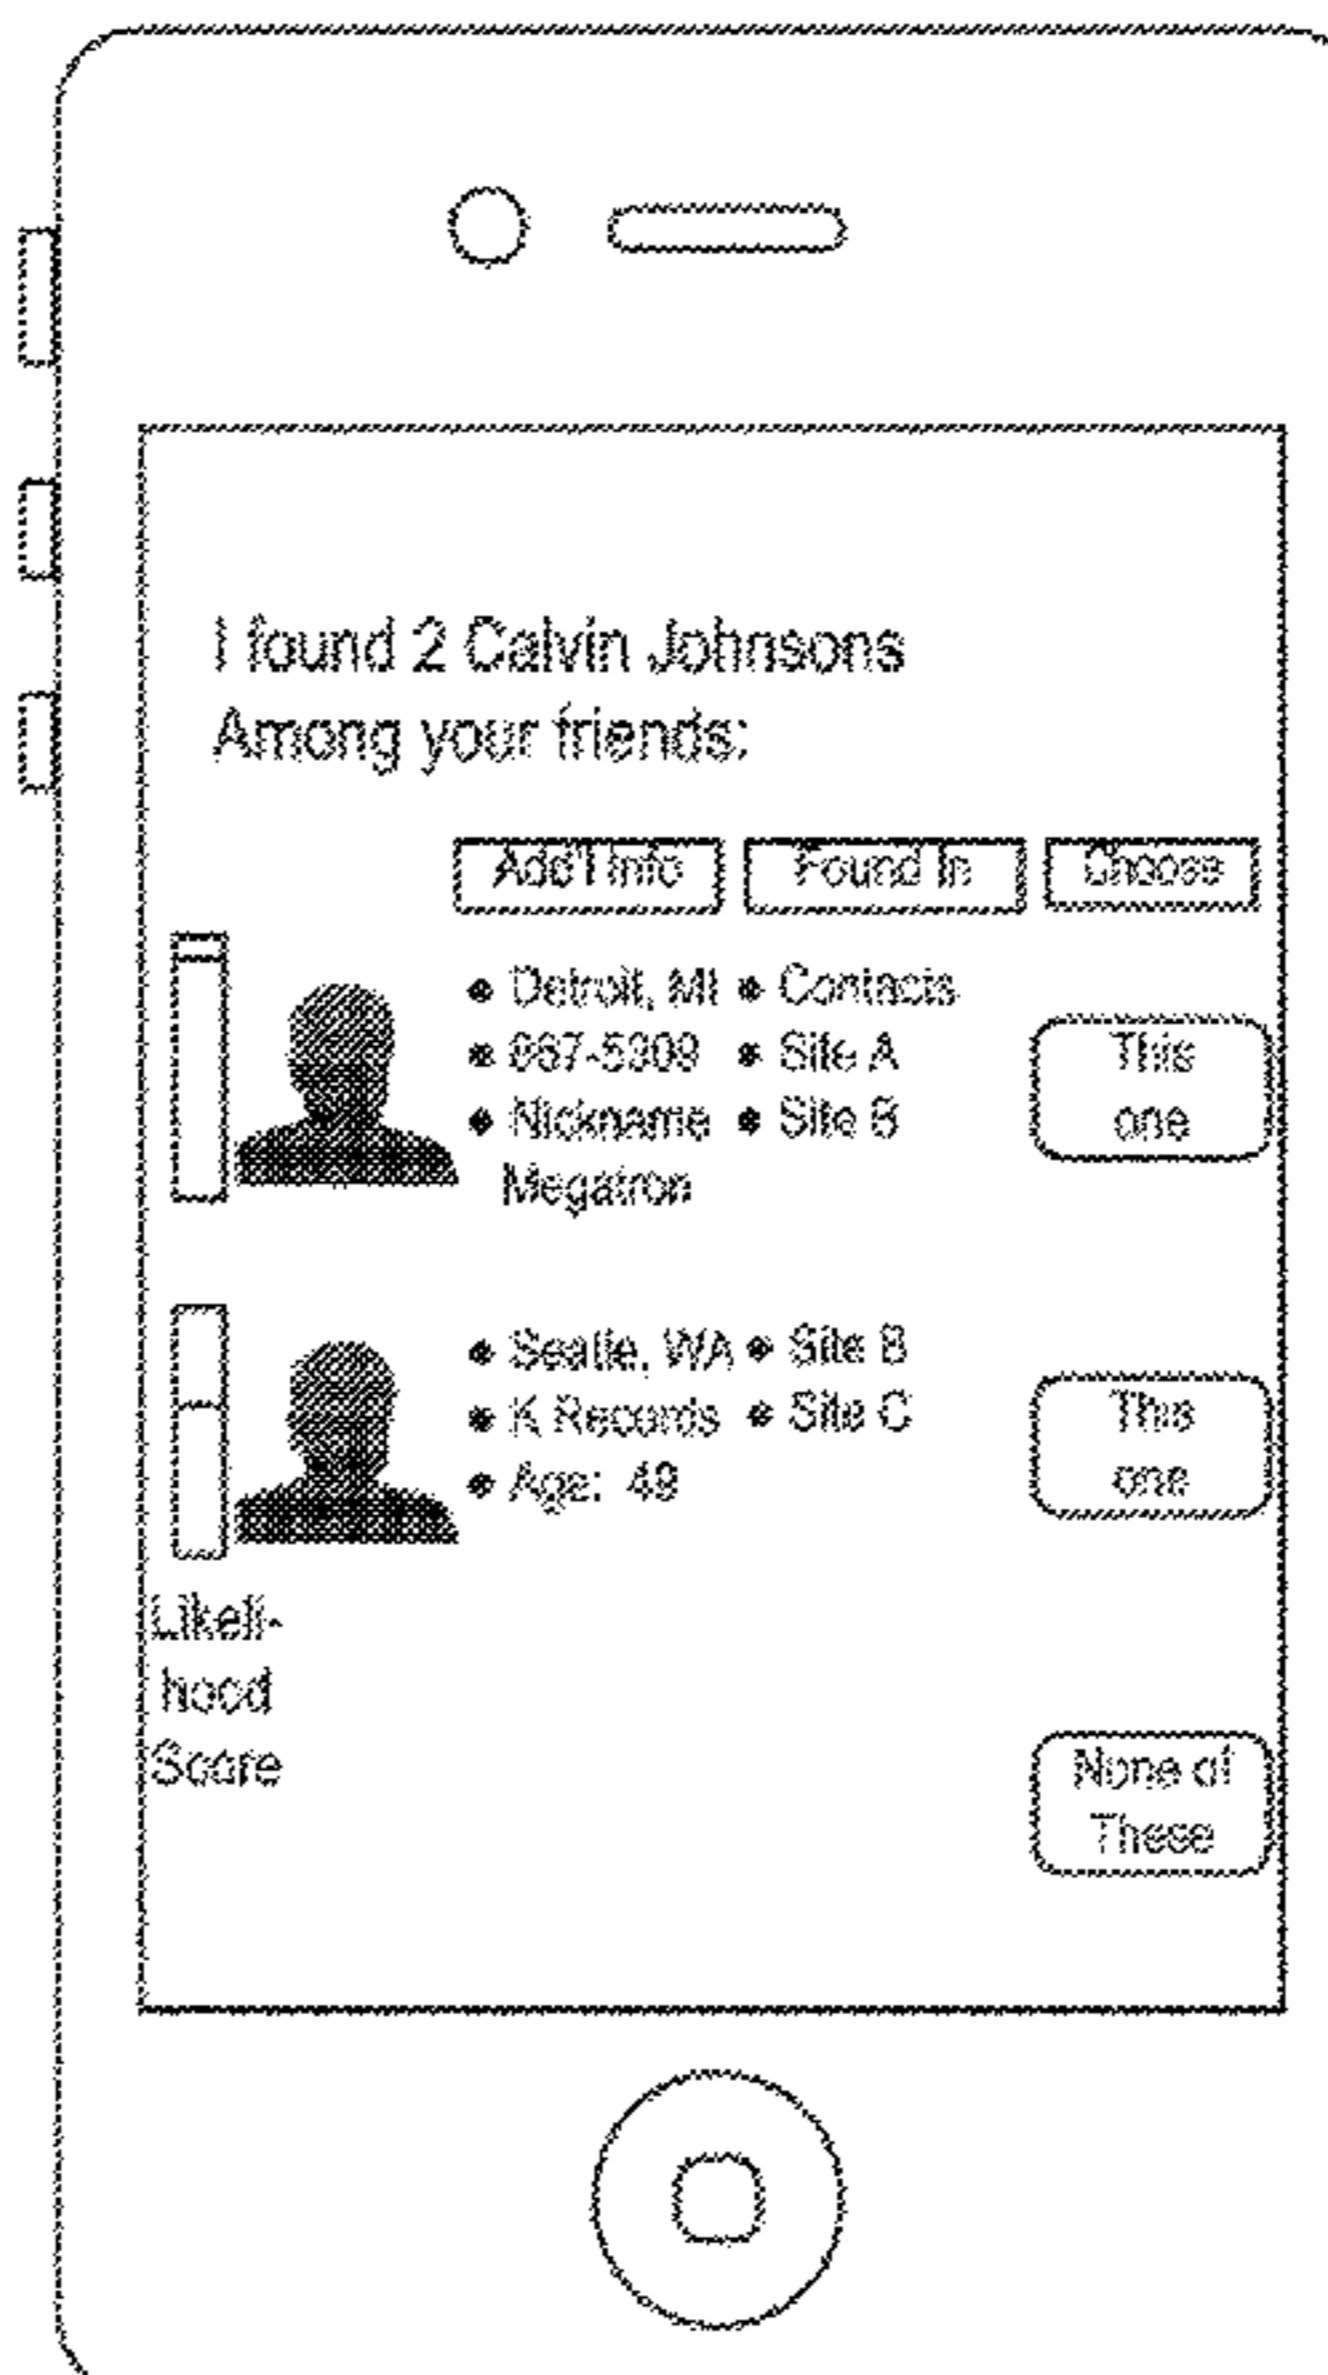 I found 2 Calvin Johnsons
Among your friends:
Add'l Info Found In Choose
• Detroit, MI • Contacts
• 867-5309 • Site A
• Nickname • Site B
Megatron
This
one
• Seatle, WA • Site B
• K Records • Site C
• Age: 49
This
one
Likeli-
hood
Score
None of
These